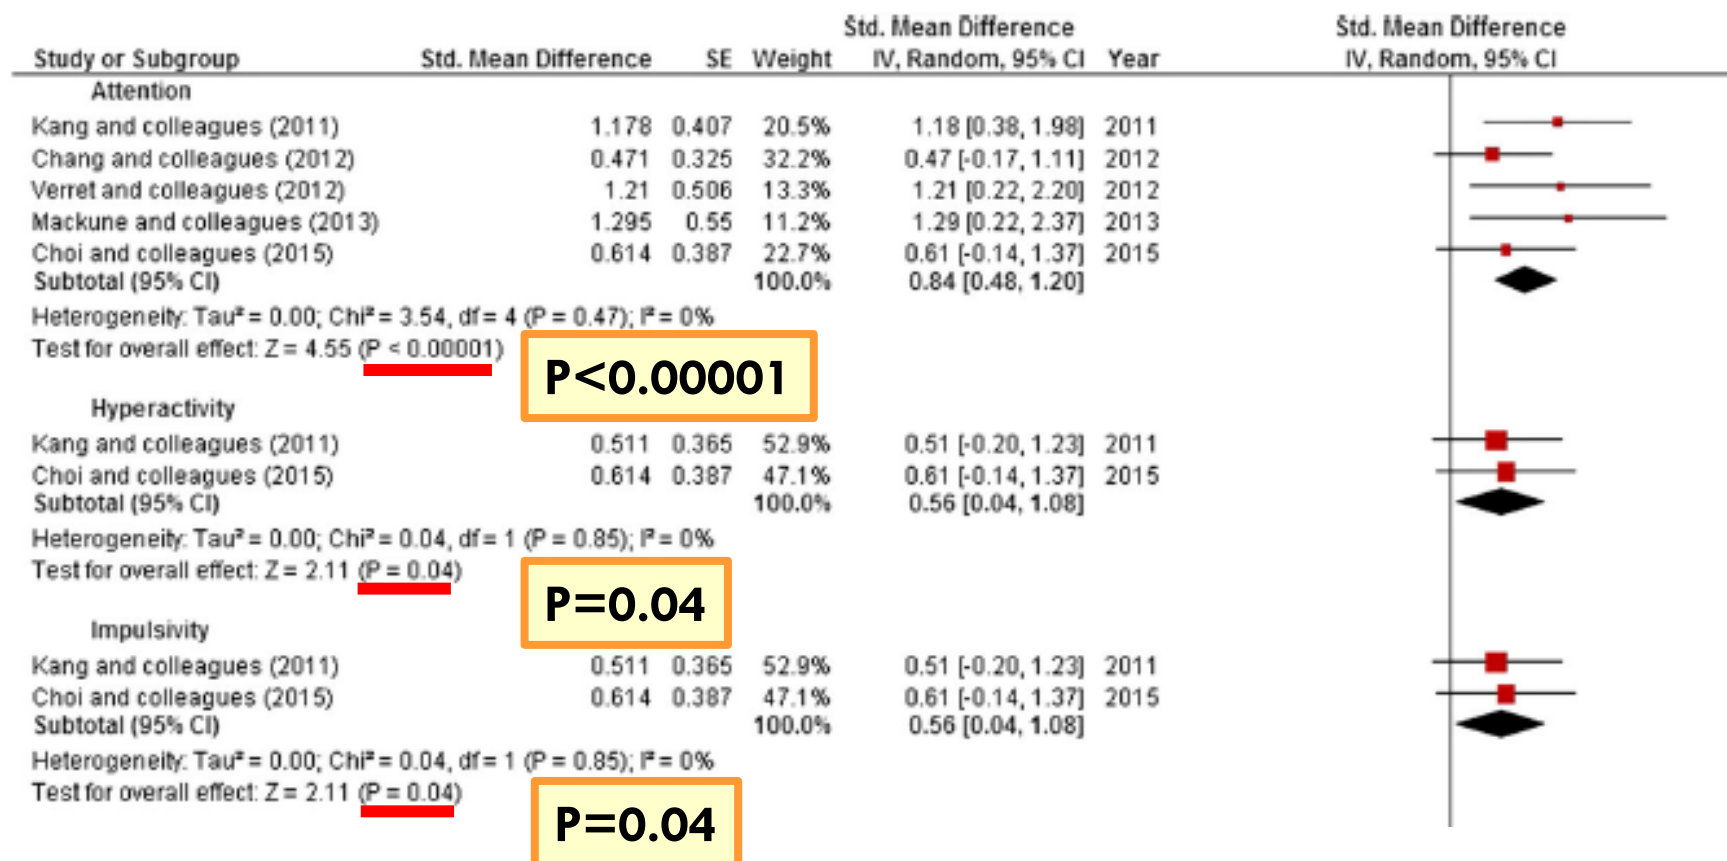 Std. Mean Difference Std. Mean Difference
Study or Subgroup Std. Mean Difference SE Weight IV, Random, 95% CI Year IV, Random, 95% CI
Attention
Kang and colleagues (2011) 1.178 0.407 20.5% 1.18 [0.38, 1.98] 2011
Chang and colleagues (2012) 0.471 0.325 32.2% 0.47 [-0.17, 1.11] 2012
Verret and colleagues (2012) 1.21 0.506 13.3% 1.21 [0.22, 2.20] 2012
Mackune and colleagues (2013) 1.295 0.55 11.2% 1.29 [0.22, 2.37] 2013
Choi and colleagues (2015) 0.614 0.387 22.7% 0.61 [-0.14, 1.37] 2015
Subtotal (95% CI) 100.0% 0.84 [0.48, 1.20]
Heterogeneity: Tau² = 0.00; Chi² = 3.54, df = 4 (P = 0.47); I² = 0%
Test for overall effect: Z = 4.55 (P < 0.00001)
P<0.00001
Hyperactivity
Kang and colleagues (2011) 0.511 0.365 52.9% 0.51 [-0.20, 1.23] 2011
Choi and colleagues (2015) 0.614 0.387 47.1% 0.61 [-0.14, 1.37] 2015
Subtotal (95% CI) 100.0% 0.56 [0.04, 1.08]
Heterogeneity: Tau² = 0.00; Chi² = 0.04, df = 1 (P = 0.85); I² = 0%
Test for overall effect: Z = 2.11 (P = 0.04)
P=0.04
Impulsivity
Kang and colleagues (2011) 0.511 0.365 52.9% 0.51 [-0.20, 1.23] 2011
Choi and colleagues (2015) 0.614 0.387 47.1% 0.61 [-0.14, 1.37] 2015
Subtotal (95% CI) 100.0% 0.56 [0.04, 1.08]
Heterogeneity: Tau² = 0.00; Chi² = 0.04, df = 1 (P = 0.85); I² = 0%
Test for overall effect: Z = 2.11 (P = 0.04)
P=0.04